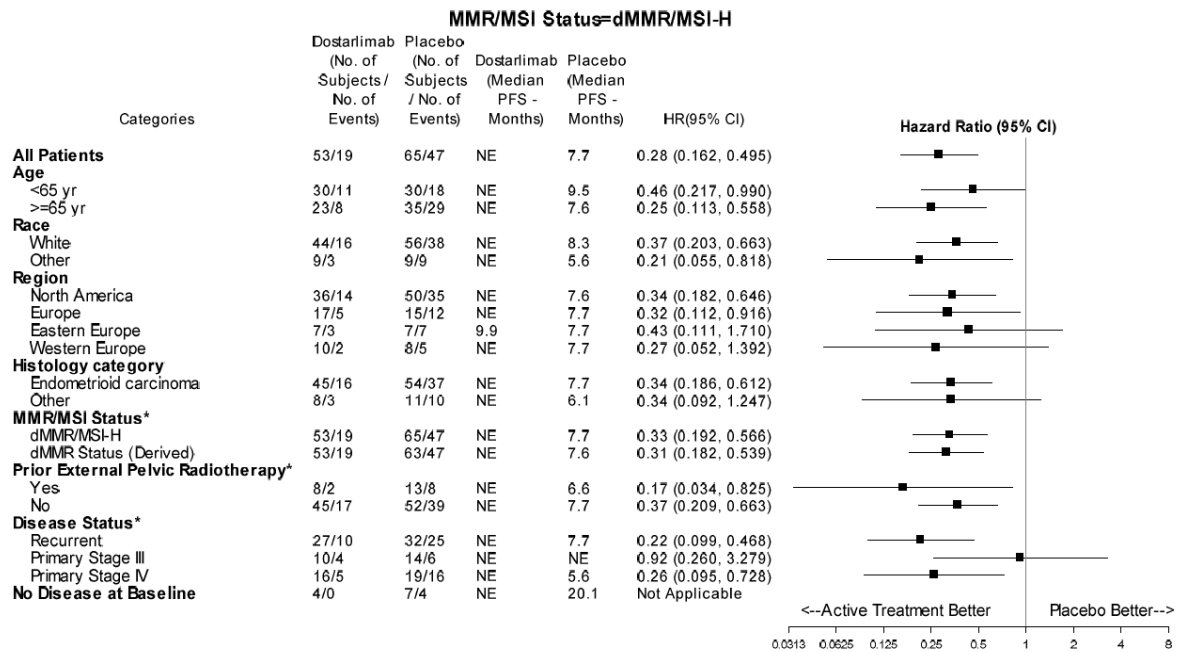 MMR/MSI Status=dMMR/MSI-H
Dostarlimab Placebo
(No. of (No. of Dostarlimab Placebo
Subjects / Subjects (Median (Median
No. of / No. of PFS - PFS -
Categories Events) Events) Months) Months) HR(95% CI)
Hazard Ratio (95% CI)
All Patients 53/19 65/47 NE 7.7 0.28 (0.162, 0.495)
Age
<65 yr 30/11 30/18 NE 9.5 0.46 (0.217, 0.990)
>=65 yr 23/8 35/29 NE 7.6 0.25 (0.113, 0.558)
Race
White 44/16 56/38 NE 8.3 0.37 (0.203, 0.663)
Other 9/3 9/9 NE 5.6 0.21 (0.055, 0.818)
Region
North America 36/14 50/35 NE 7.6 0.34 (0.182, 0.646)
Europe 17/5 15/12 NE 7.7 0.32 (0.112, 0.916)
Eastern Europe 7/3 7/7 9.9 7.7 0.43 (0.111, 1.710)
Western Europe 10/2 8/5 NE 7.7 0.27 (0.052, 1.392)
Histology category
Endometrioid carcinoma 45/16 54/37 NE 7.7 0.34 (0.186, 0.612)
Other 8/3 11/10 NE 6.1 0.34 (0.092, 1.247)
MMR/MSI Status*
dMMR/MSI-H 53/19 65/47 NE 7.7 0.33 (0.192, 0.566)
dMMR Status (Derived) 53/19 63/47 NE 7.6 0.31 (0.182, 0.539)
Prior External Pelvic Radiotherapy*
Yes 8/2 13/8 NE 6.6 0.17 (0.034, 0.825)
No 45/17 52/39 NE 7.7 0.37 (0.209, 0.663)
Disease Status*
Recurrent 27/10 32/25 NE 7.7 0.22 (0.099, 0.468)
Primary Stage III 10/4 14/6 NE NE 0.92 (0.260, 3.279)
Primary Stage IV 16/5 19/16 NE 5.6 0.26 (0.095, 0.728)
No Disease at Baseline 4/0 7/4 NE 20.1 Not Applicable
<--Active Treatment Better Placebo Better-->
0.0313 0.0625 0.125 0.25 0.5 1 2 4 8